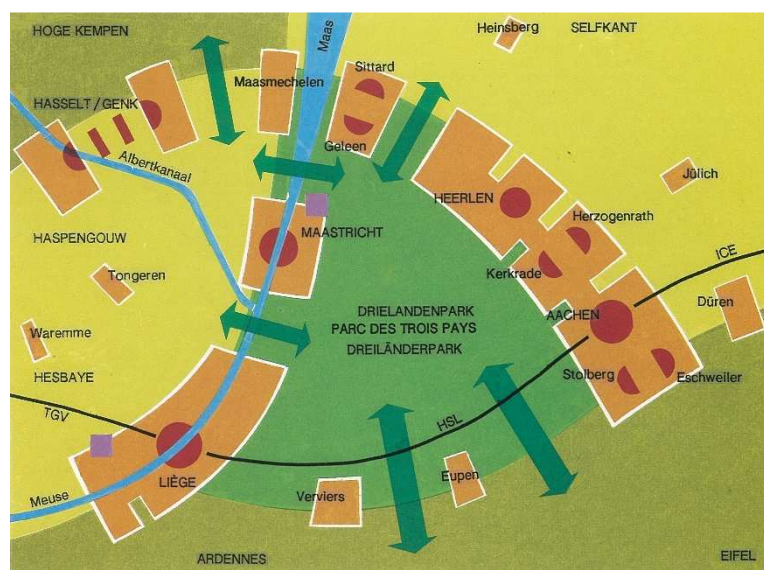 HOGE KEMPEN
Maas
Heinsberg
SELFKANT
Sittard
Maasmechelen
HASSELT / GENK
Geleen
Albertkanaal
Jülich
HEERLEN
Herzogenrath
MAASTRICHT
HASPENGOUW
ICE
Kerkrade
Tongeren
Düren
DRIELANDENPARK
AACHEN
PARC DES TROIS PAYS
Waremme
DREILÄNDERPARK
Stolberg
Eschweiler
HESBAYE
TGV
HSL
Eupen
LIÈGE
Verviers
Meuse
ARDENNES
EIFEL